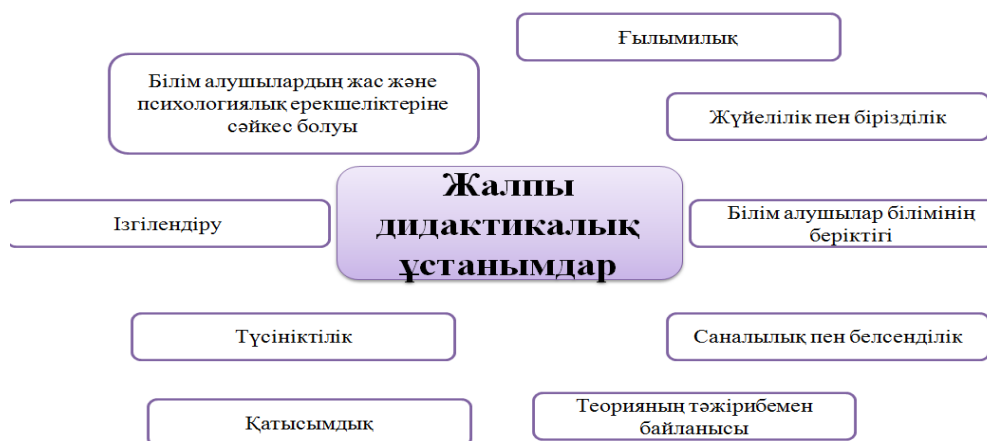 Ғылымилық
Білім алушылардың жас және
психологиялық ерекшеліктеріне
сәйкес болуы
Жүйелілік пен бірізділік
Жалпы
дидактикалық
ұстанымдар
Ізгілендіру
Білім алушылар білімінің
беріктігі
Түсініктілік
Саналылық пен белсенділік
Қатысымдық
Теорияның тәжірибемен
байланысы